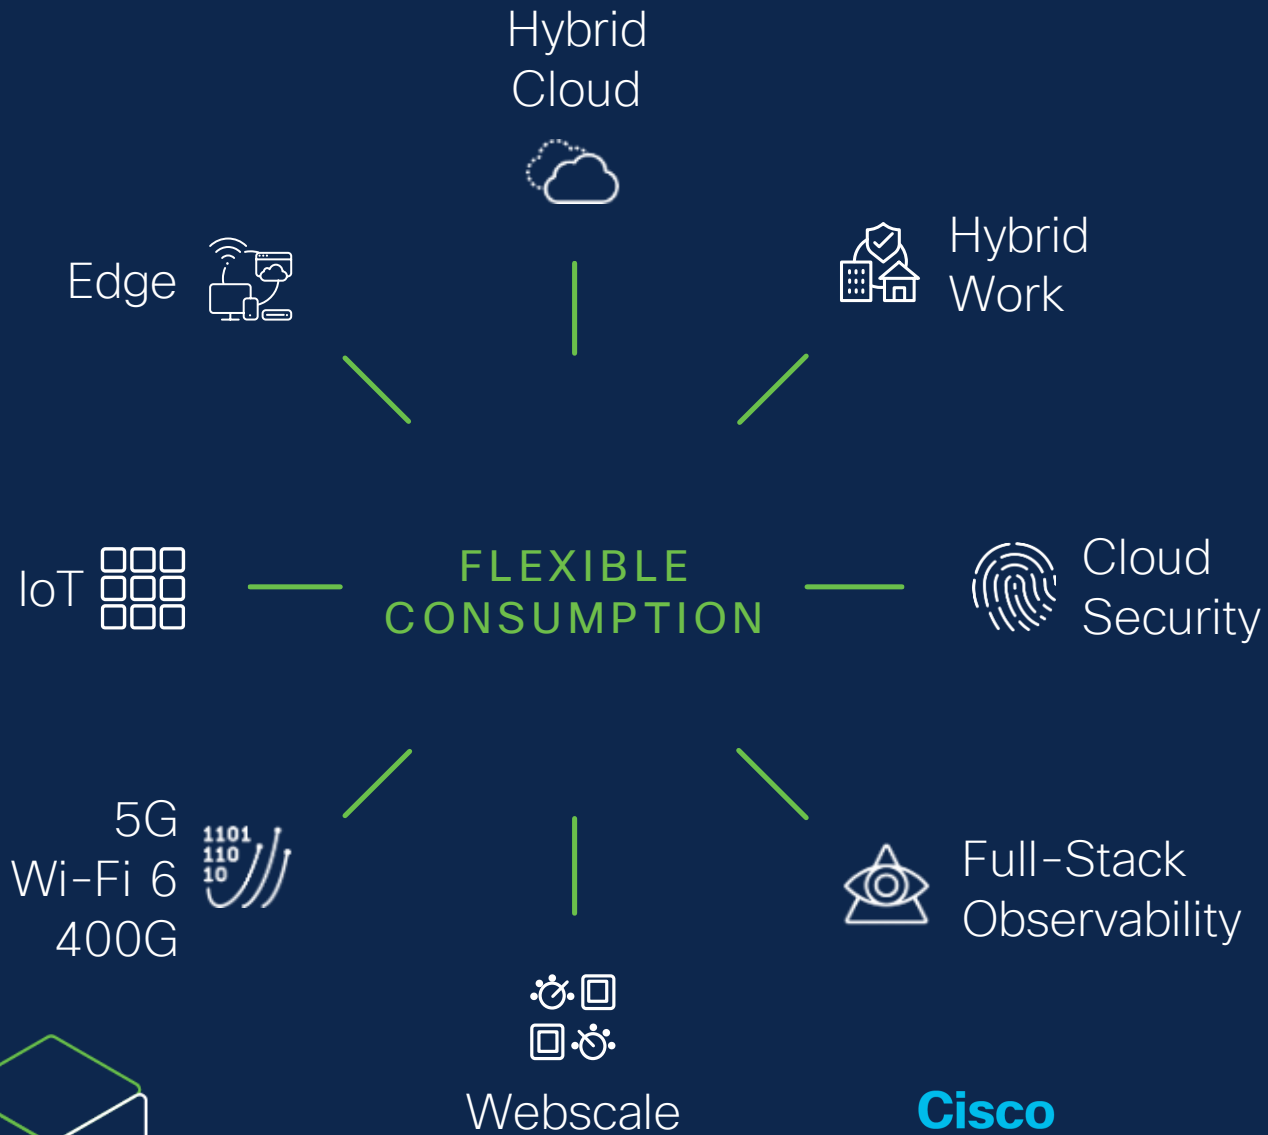 Hybrid
Cloud
Edge
Hybrid
Work
IoT
FLEXIBLE
CONSUMPTION
Cloud
Security
5G
Wi-Fi 6
400G
1101
110
10
Full-Stack
Observability
Webscale
Cisco